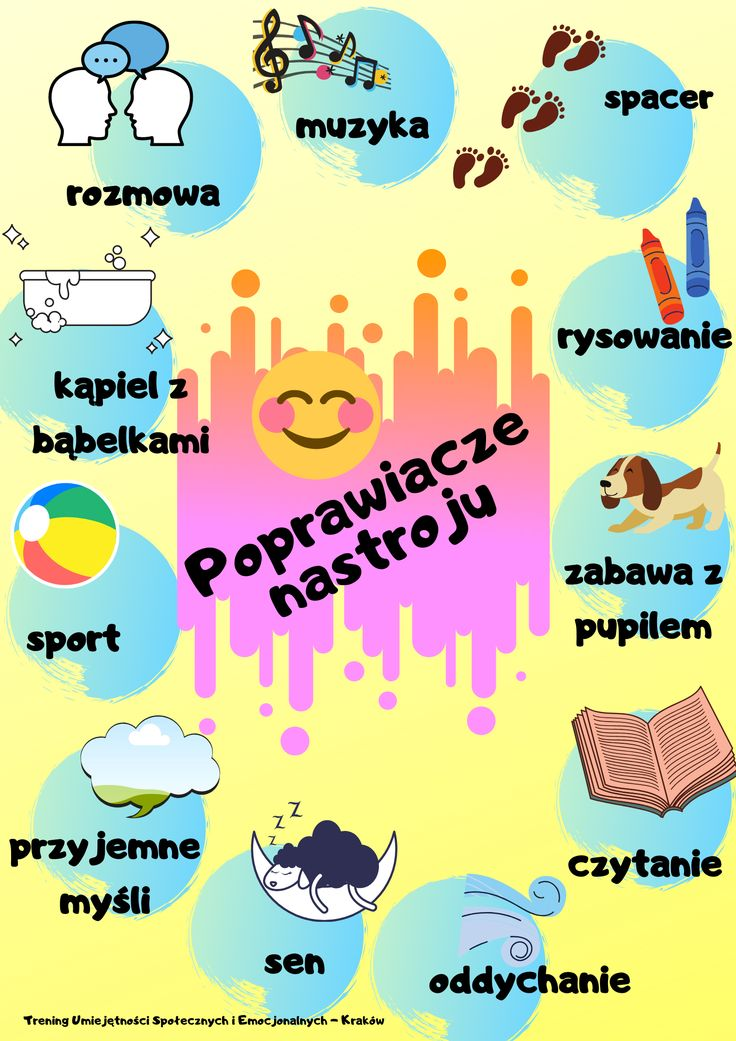 rozmowa
muzyka
spacer
kąpiel z
bąbelkami
rysowanie
Poprawiacze
nastroju
sport
zabawa z
pupilem
przyjemne
myśli
czytanie
z z z
sen
oddychanie
Trening Umiejętności Społecznych i Emocjonalnych - Kraków